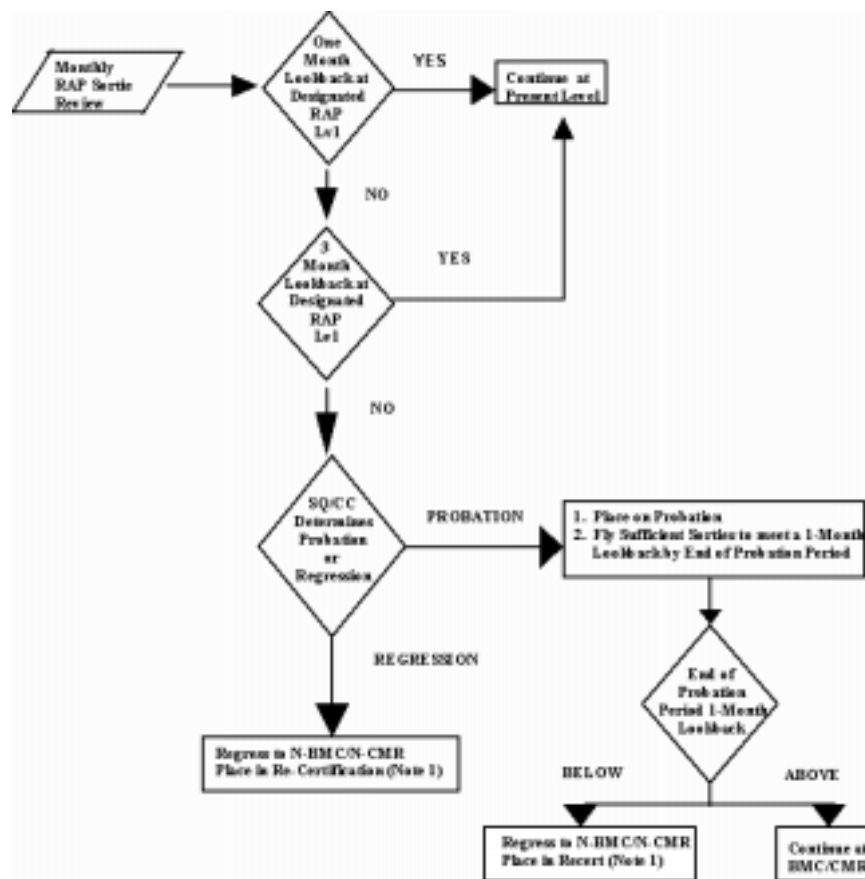 Monthly
RAP Sortie
Review
One
Month
Lookback at
Designated
RAP
Lvl
YES
Continue at
Present Level
NO
3
Month
Lookback at
Designated
RAP
Lvl
YES
NO
SQ/CC
Determines
Probation
or
Regression
PROBATION
1. Place on Probation
2. Fly Sufficient Sorties to meet a 1-Month
Lookback by End of Probation Period
REGRESSION
End of
Probation
Period 1-Month
Lookback
Regress to N-BMC/N-CMR
Place in Re-Certification (Note 1)
BELOW
ABOVE
Regress to N-BMC/N-CMR
Place in Recert (Note 1)
Continue at
BMC/CMR